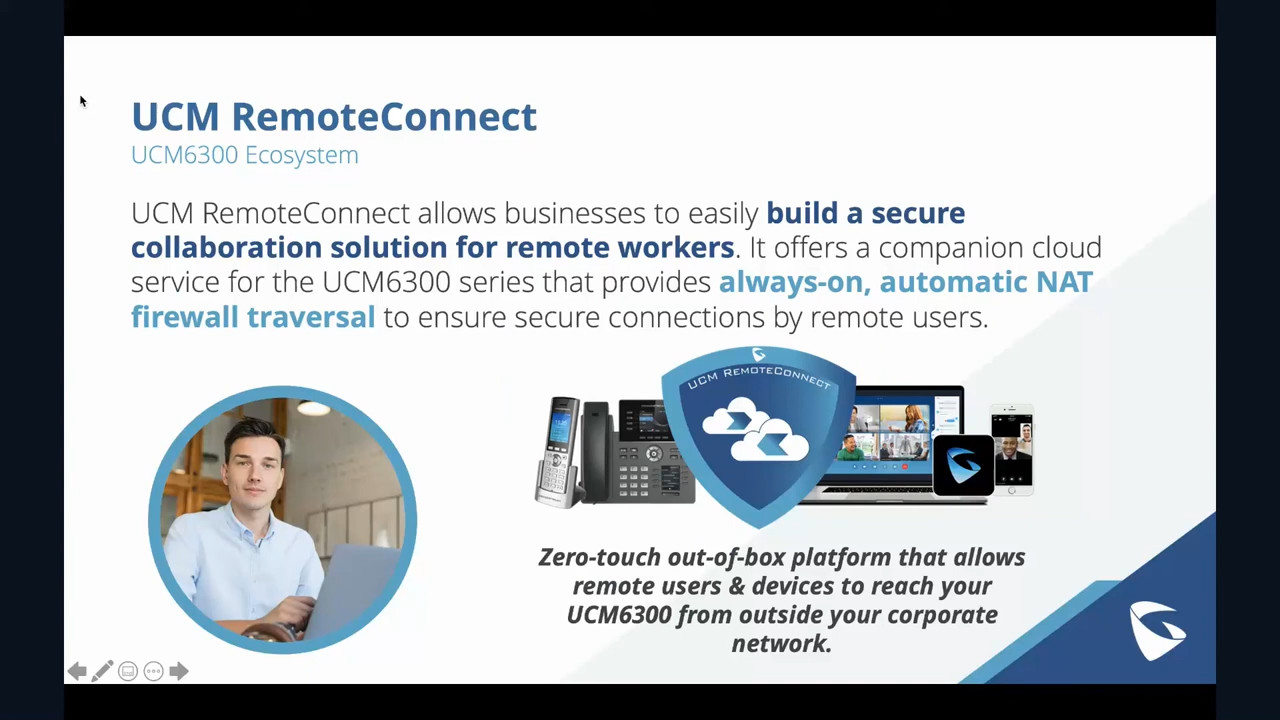 UCM RemoteConnect
UCM6300 Ecosystem
UCM RemoteConnect allows businesses to easily build a secure
collaboration solution for remote workers. It offers a companion cloud
service for the UCM6300 series that provides always-on, automatic NAT
firewall traversal to ensure secure connections by remote users.
UCM REMOTECONNECT
Zero-touch out-of-box platform that allows
remote users & devices to reach your
UCM6300 from outside your corporate
network.